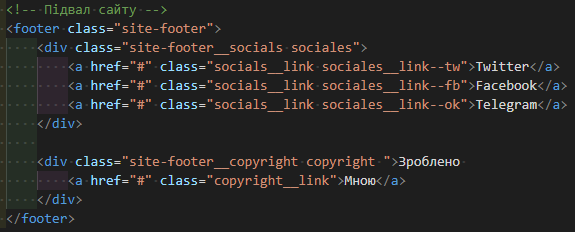 <!-- Підвал сайту -->
<footer class="site-footer">
<div class="site-footer__socials sociales">
<a href="#" class="socials__link sociales__link--tw">Twitter</a>
<a href="#" class="socials__link sociales__link--fb">Facebook</a>
<a href="#" class="socials__link sociales__link--ok">Telegram</a>
</div>
<div class="site-footer__copyright copyright ">Зроблено
<a href="#" class="copyright__link">Мною</a>
</div>
</footer>